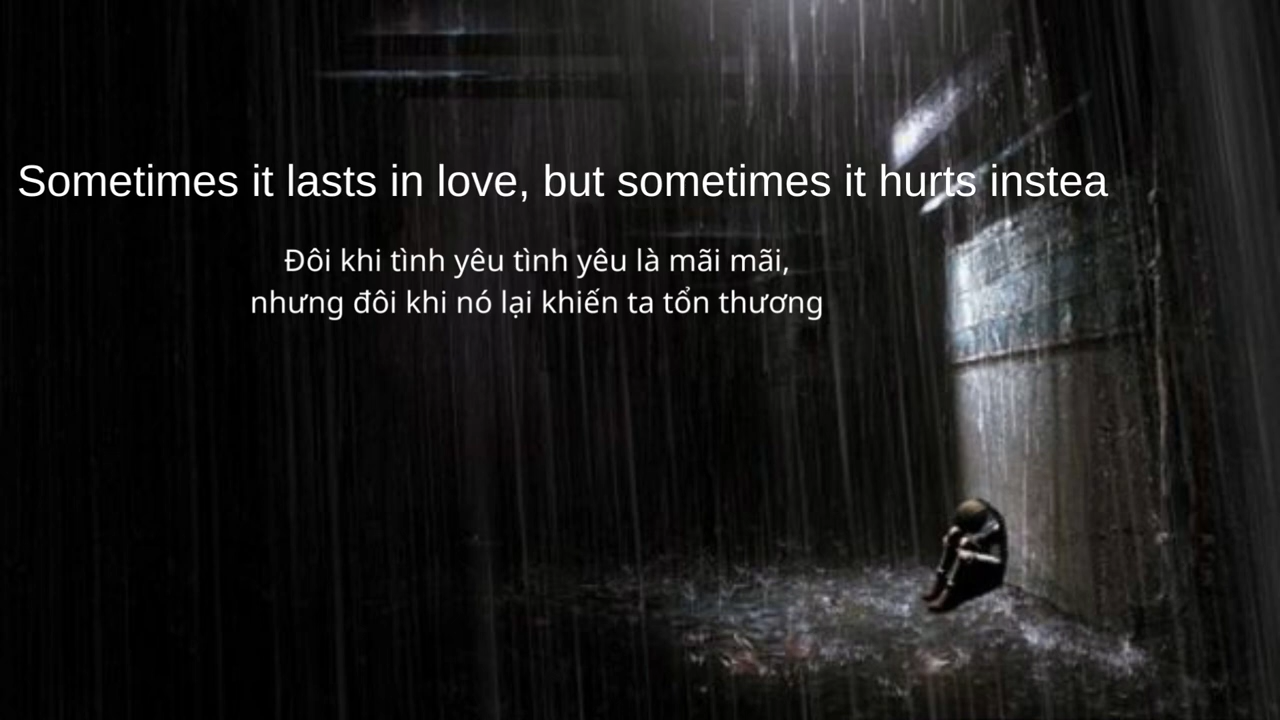 Sometimes it lasts in love, but sometimes it hurts instea
Đôi khi tình yêu tình yêu là mãi mãi,
nhưng đôi khi nó lại khiến ta tổn thương